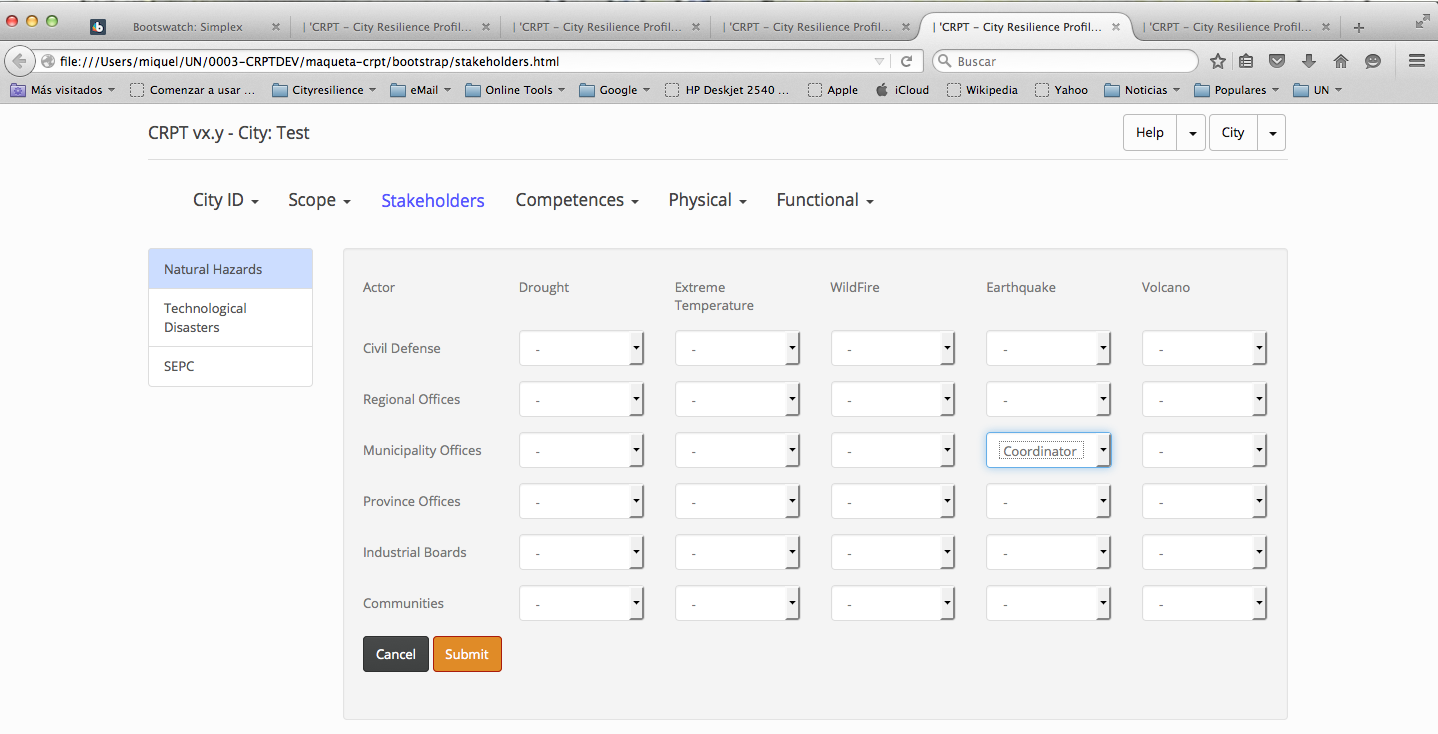 Bootswatch: Simplex
| 'CRPT – City Resilience Profil...
| 'CRPT – City Resilience Profil...
| 'CRPT – City Resilience Profil...
| 'CRPT – City Resilience Profil...
| 'CRPT – City Resilience Profil...
file:///Users/miquel/UN/0003-CRPTDEV/maqueta-crpt/bootstrap/stakeholders.html
Buscar
Más visitados Comenzar a usar ... Cityresilience eMail Online Tools Google HP Deskjet 2540 ... Apple iCloud Wikipedia Yahoo Noticias Populares UN
CRPT vx.y - City: Test
Help City
City ID Scope Stakeholders Competences Physical Functional
Natural Hazards
Technological
Disasters
SEPC
Actor Drought Extreme
Temperature WildFire Earthquake Volcano
Civil Defense - - - - -
Regional Offices - - - - -
Municipality Offices - - - Coordinator -
Province Offices - - - - -
Industrial Boards - - - - -
Communities - - - - -
Cancel Submit